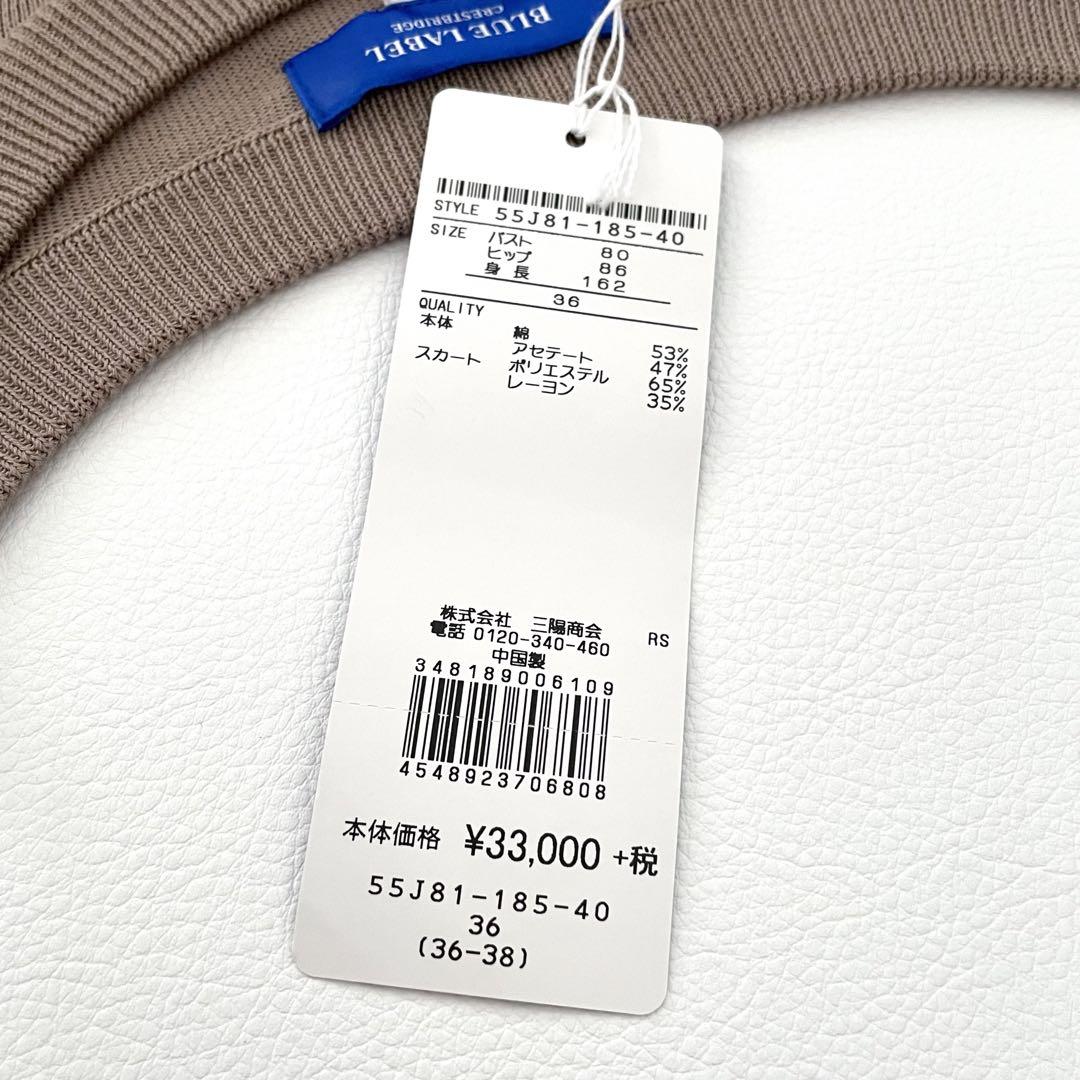 BLUE LABEL
CRESTBRIDGE
STYLE 55J81-185-40
SIZE バスト 80
ヒップ 86
身長 162
36
QUALITY
本体 綿 53%
アセテート 47%
スカート ポリエステル 65%
レーヨン 35%
株式会社 三陽商会 RS
電話 0120-340-460
中国製
348189006109
4548923706808
本体価格 ¥33,000 +税
55J81-185-40
36
(36-38)